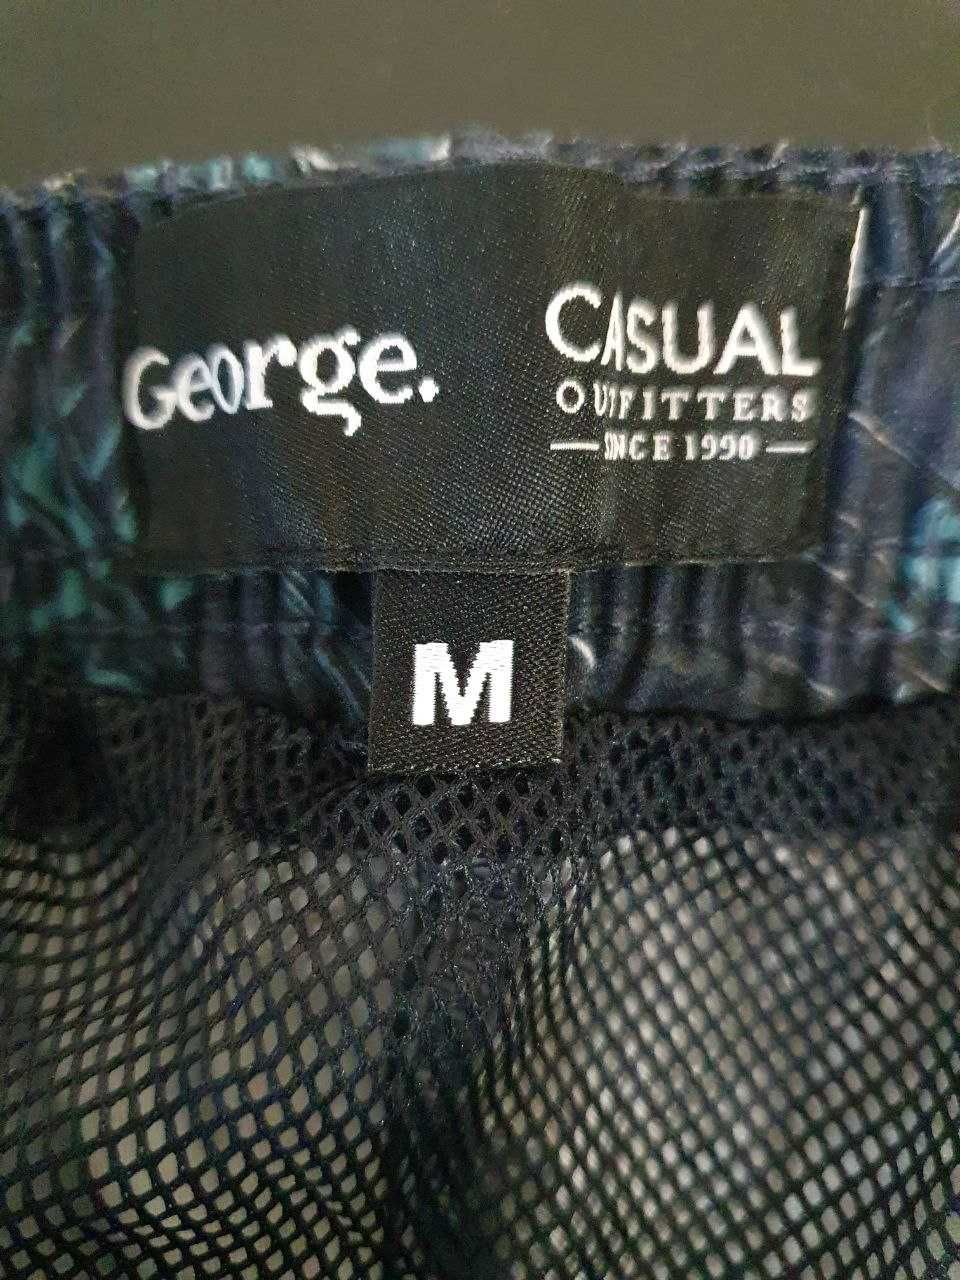 George.
CASUAL
OUTFITTERS
SINCE 1990
M